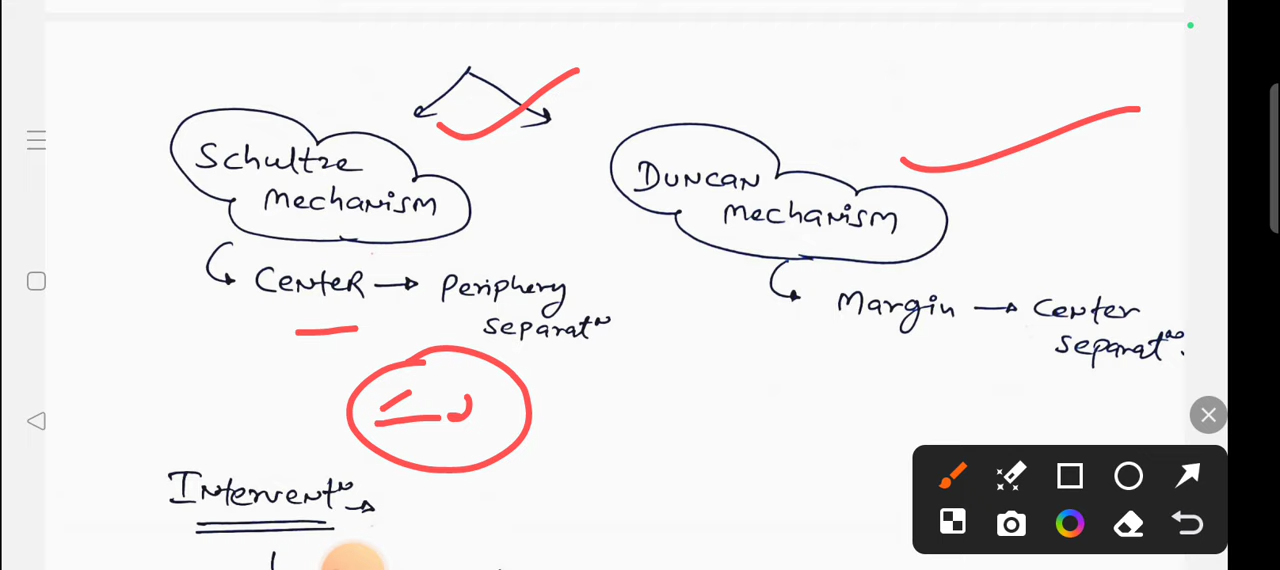 Schultze
mechanism
Center → Periphery
separatⁿ
Duncan
mechanism
Margin → Center
separatⁿ.
Interventⁿ →